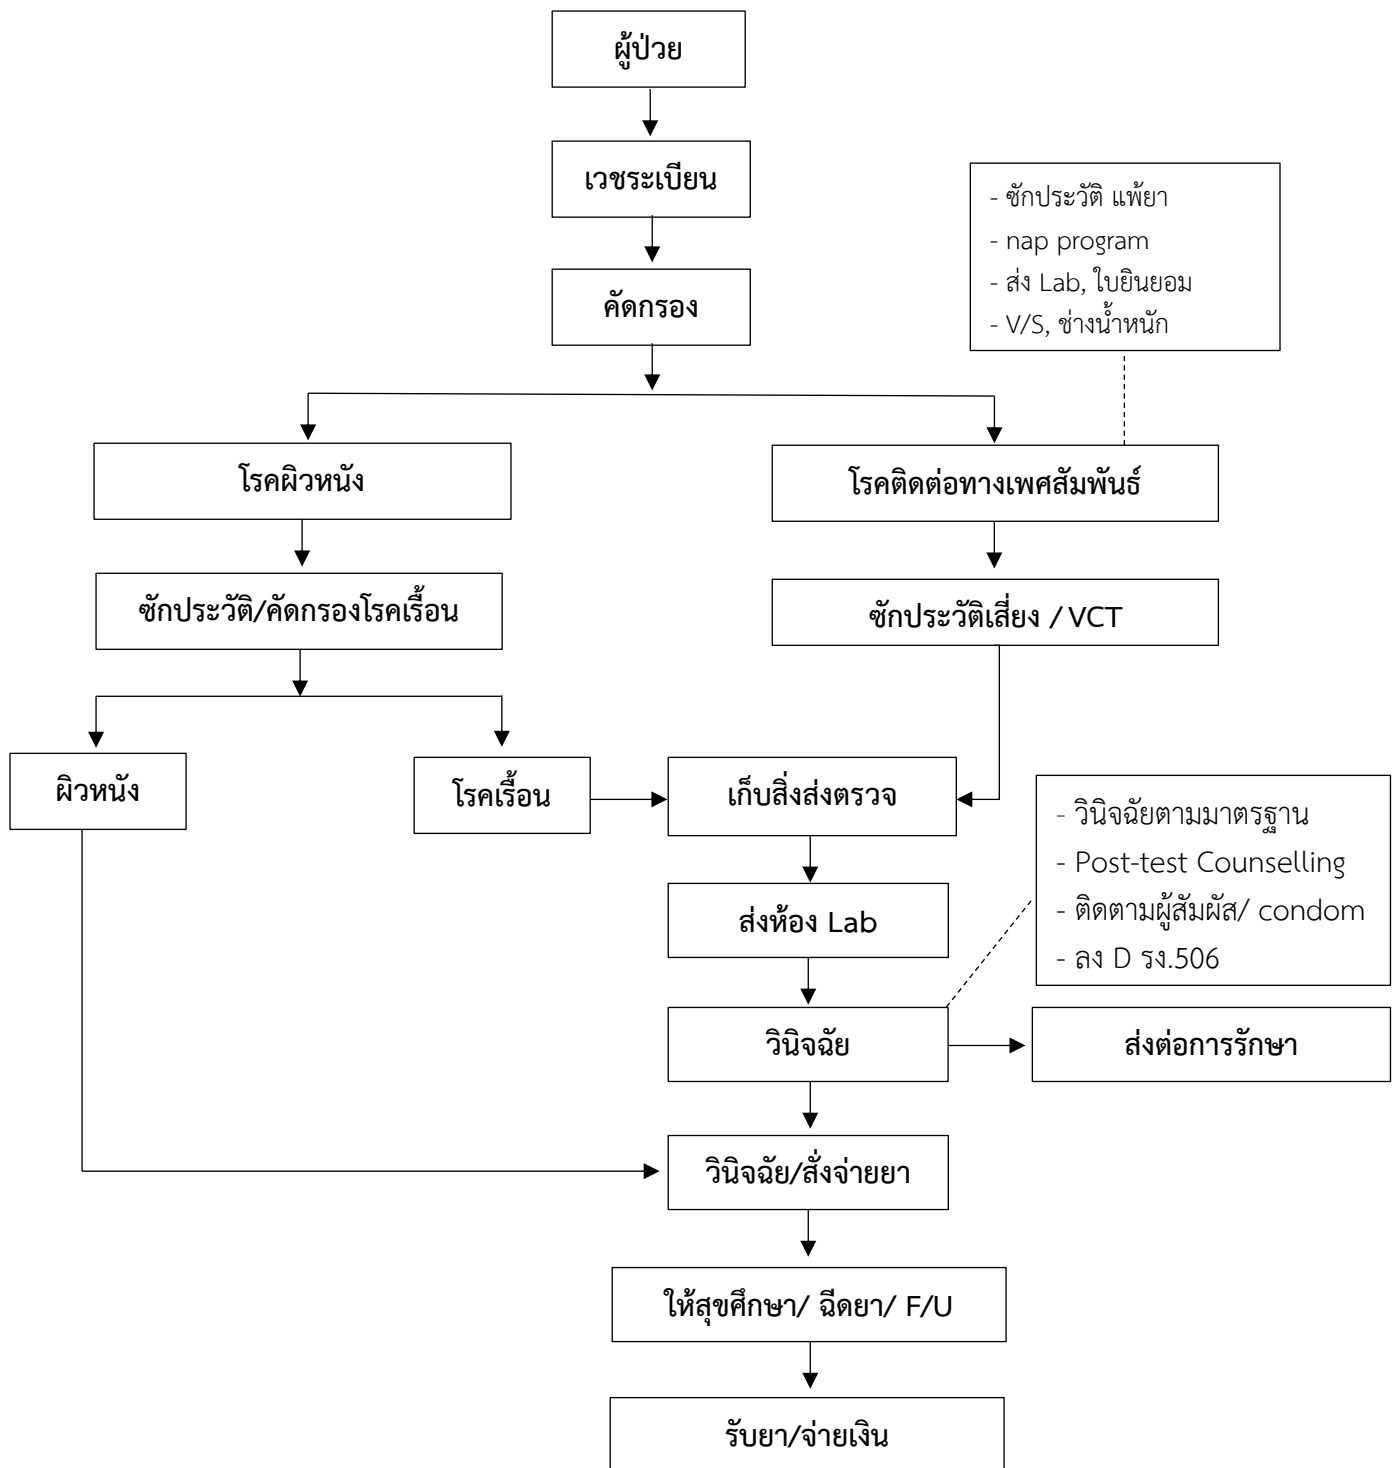 ผู้ป่วย
เวชระเบียน
- ซักประวัติ แพ้ยา
- nap program
- ส่ง Lab, ใบยินยอม
- V/S, ช่างน้ำหนัก
คัดกรอง
โรคผิวหนัง
โรคติดต่อทางเพศสัมพันธ์
ซักประวัติ/คัดกรองโรคเรื้อน
ซักประวัติเสี่ยง / VCT
ผิวหนัง
โรคเรื้อน
เก็บสิ่งส่งตรวจ
- วินิจฉัยตามมาตรฐาน
- Post-test Counselling
- ติดตามผู้สัมผัส/ condom
- ลง D รง.506
ส่งห้อง Lab
วินิจฉัย
ส่งต่อการรักษา
วินิจฉัย/สั่งจ่ายยา
ให้สุขศึกษา/ ฉีดยา/ F/U
รับยา/จ่ายเงิน